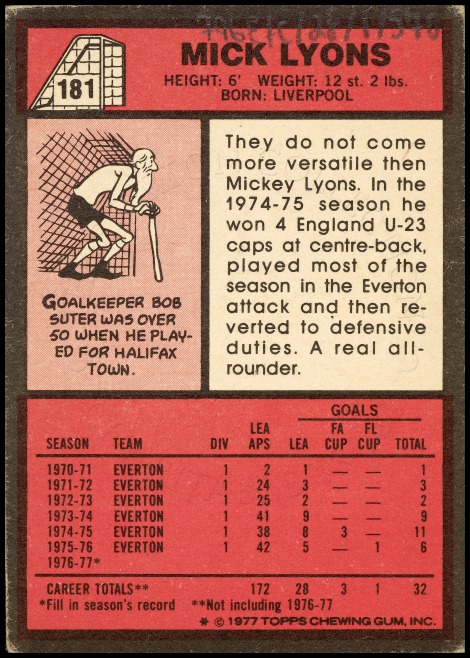 181
MICK LYONS
HEIGHT: 6' WEIGHT: 12 st. 2 lbs.
BORN: LIVERPOOL
GOALKEEPER BOB
SUTER WAS OVER
50 WHEN HE PLAY-
ED FOR HALIFAX
TOWN.
They do not come
more versatile then
Mickey Lyons. In the
1974-75 season he
won 4 England U-23
caps at centre-back,
played most of the
season in the Everton
attack and then re-
verted to defensive
duties. A real all-
rounder.
GOALS
LEA FA FL
SEASON TEAM DIV APS LEA CUP CUP TOTAL
1970-71 EVERTON 1 2 1 — — 1
1971-72 EVERTON 1 24 3 — — 3
1972-73 EVERTON 1 25 2 — — 2
1973-74 EVERTON 1 41 9 — — 9
1974-75 EVERTON 1 38 8 3 — 11
1975-76 EVERTON 1 42 5 — 1 6
1976-77*
CAREER TOTALS** 172 28 3 1 32
*Fill in season's record **Not including 1976-77
* © 1977 TOPPS CHEWING GUM, INC.